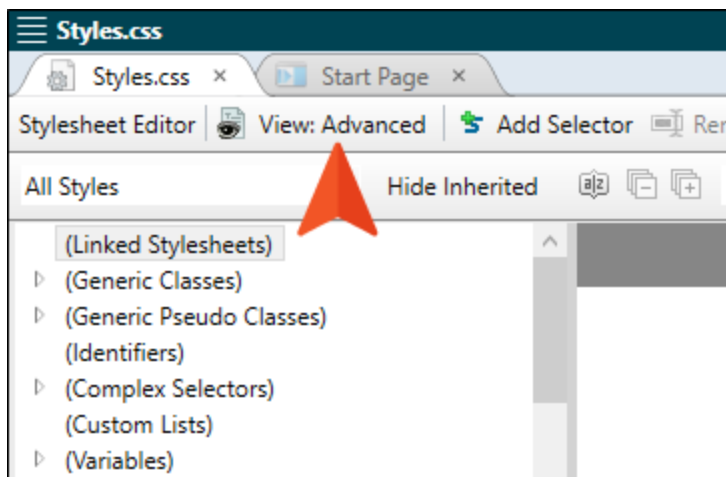 Styles.css
Styles.css × Start Page ×
Stylesheet Editor View: Advanced Add Selector
All Styles Hide Inherited a|z
(Linked Stylesheets)
(Generic Classes)
(Generic Pseudo Classes)
(Identifiers)
(Complex Selectors)
(Custom Lists)
(Variables)